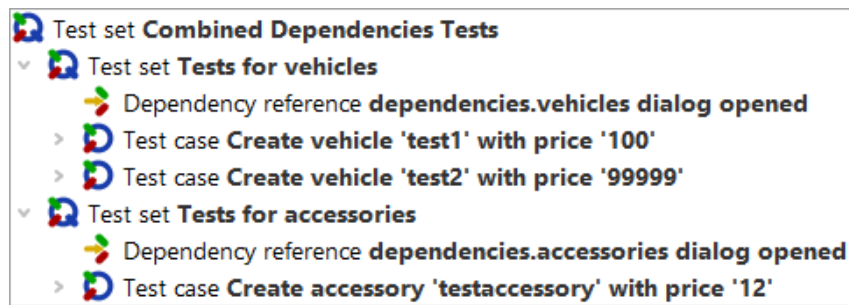 Test set Combined Dependencies Tests
Test set Tests for vehicles
Dependency reference dependencies.vehicles dialog opened
Test case Create vehicle 'test1' with price '100'
Test case Create vehicle 'test2' with price '99999'
Test set Tests for accessories
Dependency reference dependencies.accessories dialog opened
Test case Create accessory 'testaccessory' with price '12'